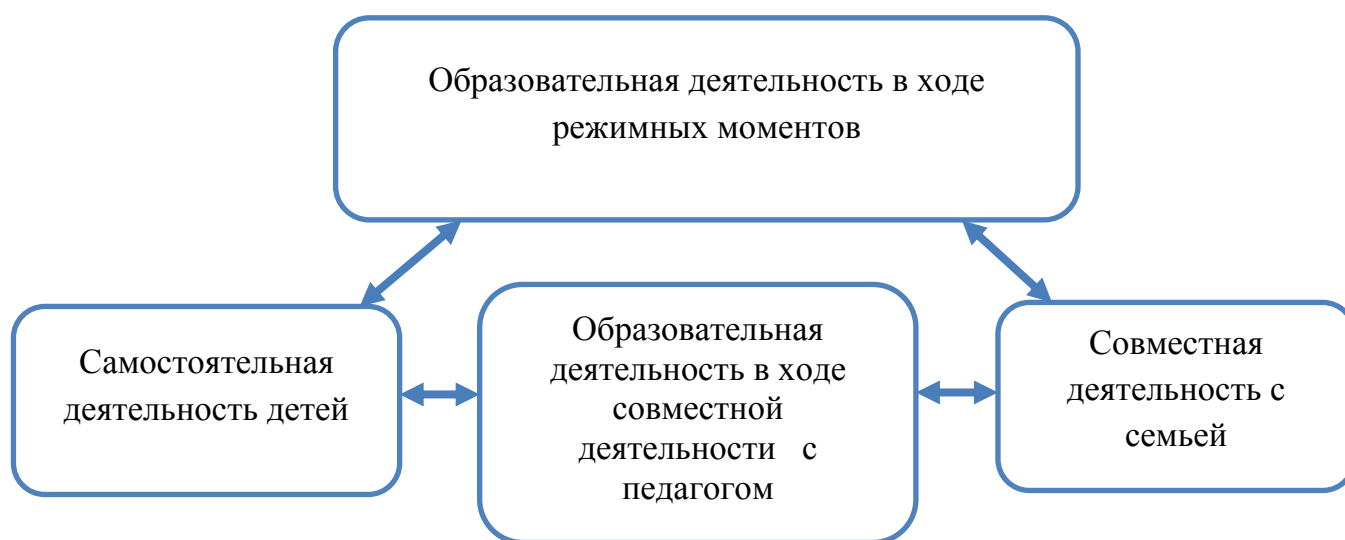 Образовательная деятельность в ходе
режимных моментов
Самостоятельная
деятельность детей
Образовательная
деятельность в ходе
совместной
деятельности с
педагогом
Совместная
деятельность с
семьей